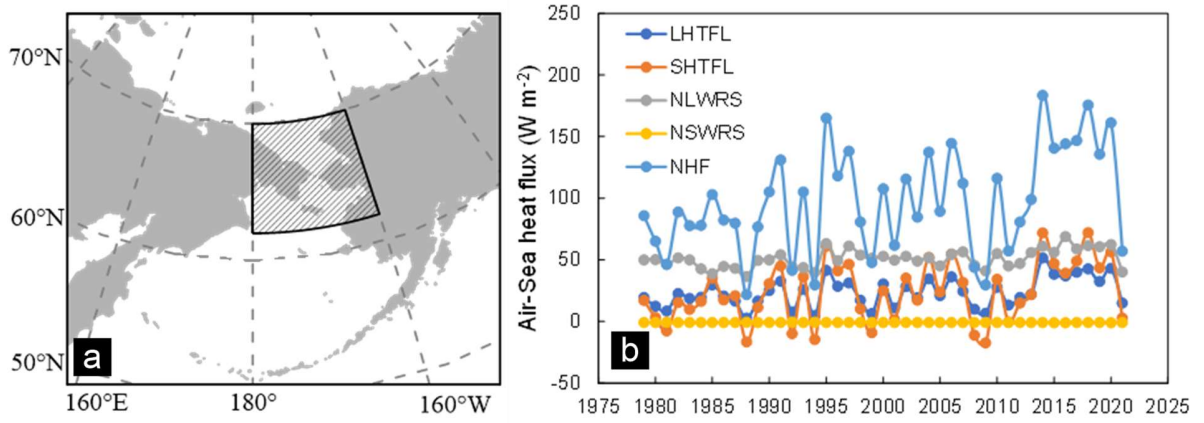 70°N
60°N
50°N
160°E
180°
160°W
a
Air-Sea heat flux (W m-2)
250
200
150
100
50
0
-50
LHTFL
SHTFL
NLWRS
NSWRS
NHF
b
1975 1980 1985 1990 1995 2000 2005 2010 2015 2020 2025